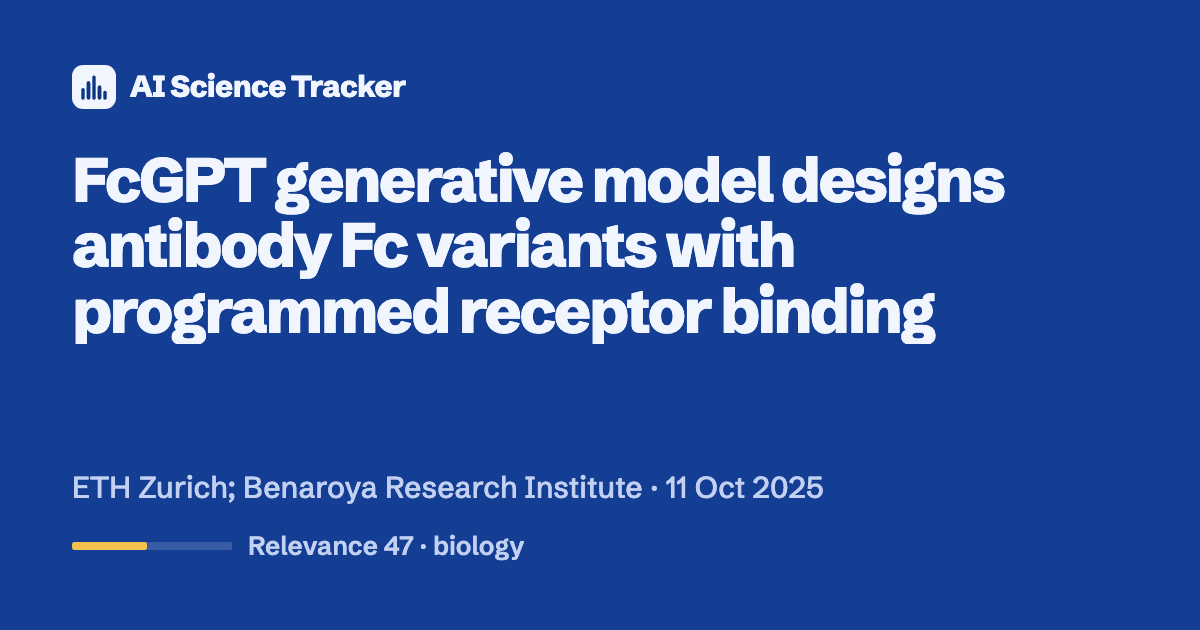 AI Science Tracker
FcGPT generative model designs
antibody Fc variants with
programmed receptor binding
ETH Zurich; Benaroya Research Institute · 11 Oct 2025
Relevance 47 · biology